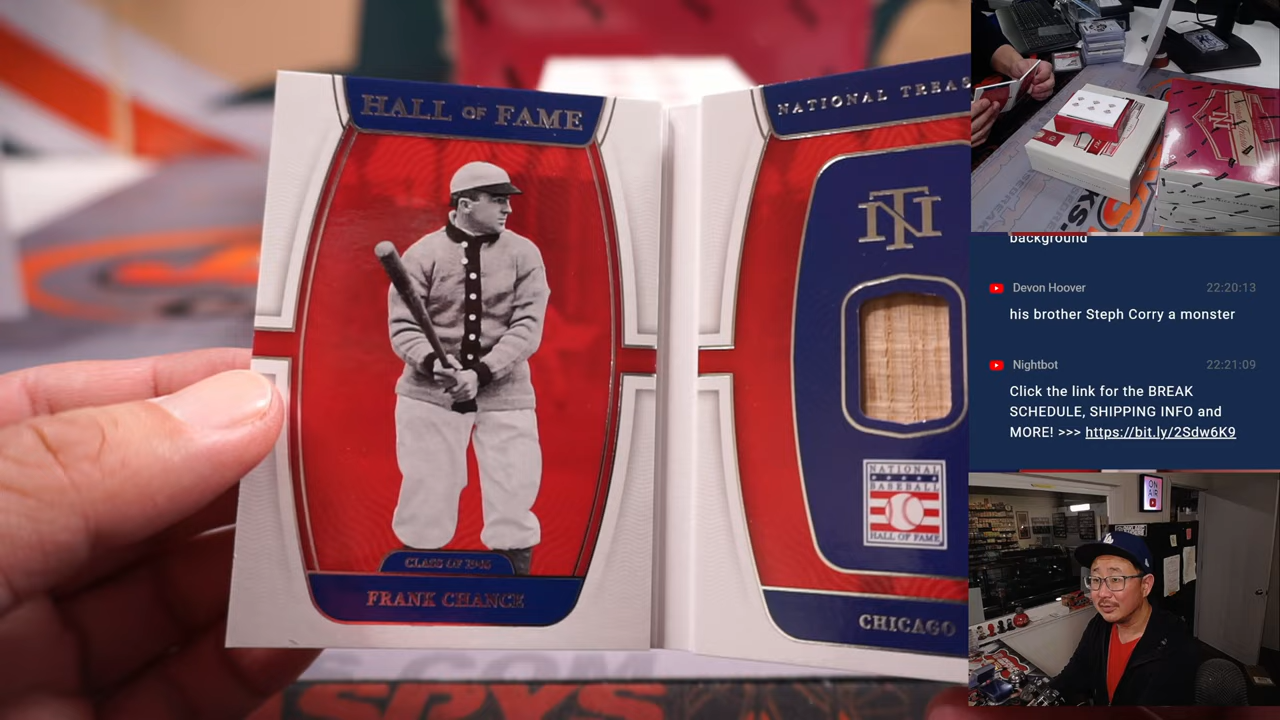 HALL OF FAME
CLASS OF 1946
FRANK CHANCE
NATIONAL TREAS
NT
NATIONAL
BASEBALL
HALL OF FAME
CHICAGO
background
Devon Hoover 22:20:13
his brother Steph Corry a monster
Nightbot 22:21:09
Click the link for the BREAK
SCHEDULE, SHIPPING INFO and
MORE! >>> https://bit.ly/2Sdw6K9
ON
AIR